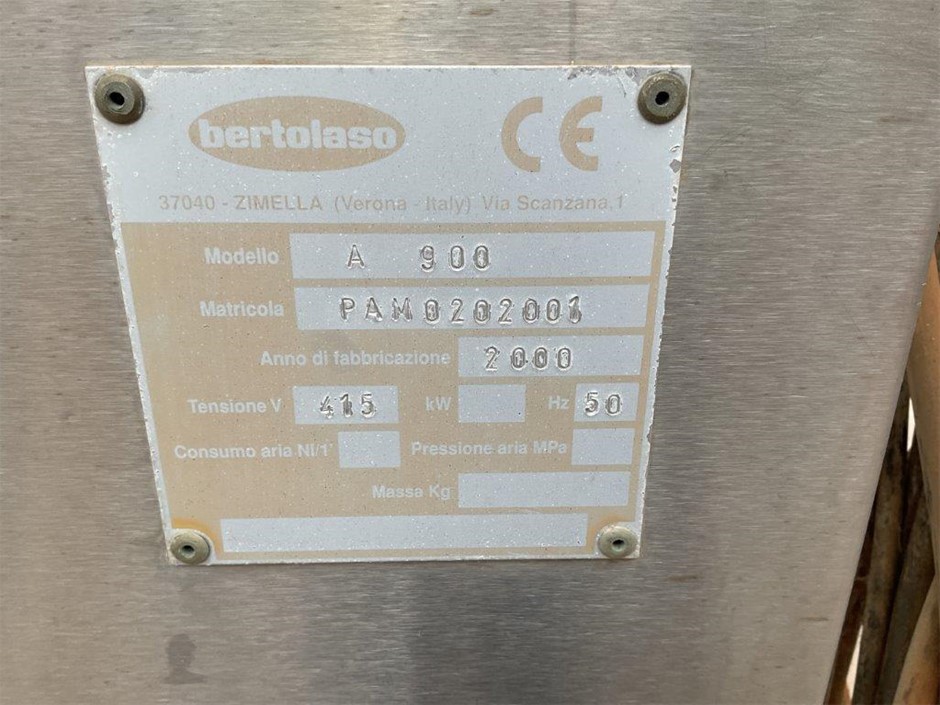 bertolaso CE
37040 - ZIMELLA (Verona - Italy) Via Scanzana,1
Modello A 900
Matricola PAM0202001
Anno di fabbricazione 2000
Tensione V 415 kW Hz 50
Consumo aria Nl/1' Pressione aria MPa
Massa Kg